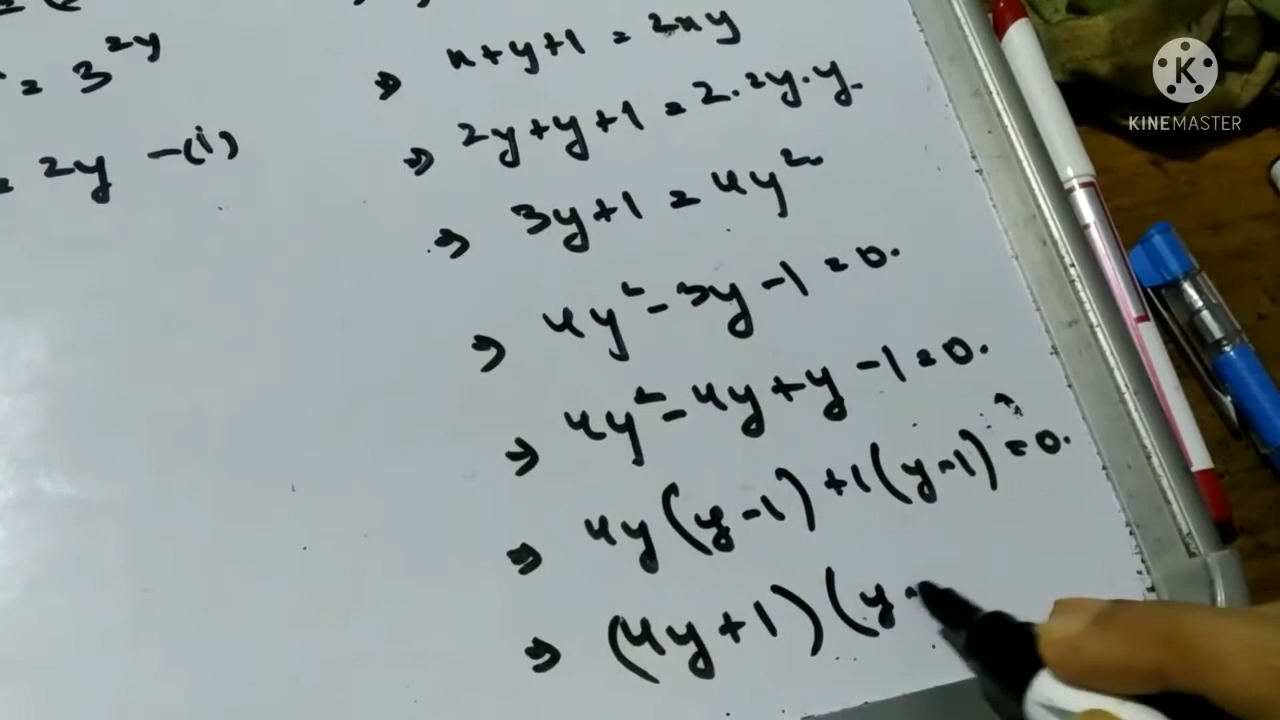 = 3^2y
= 2y -(i)
⇒ x+y+1 = 2xy
⇒ 2y+y+1 = 2.2y.y.
⇒ 3y+1 = 4y²
⇒ 4y²-3y-1=0.
⇒ 4y²-4y+y-1=0.
⇒ 4y(y-1)+1(y-1)=0.
⇒ (4y+1)(y-
K
KINEMASTER